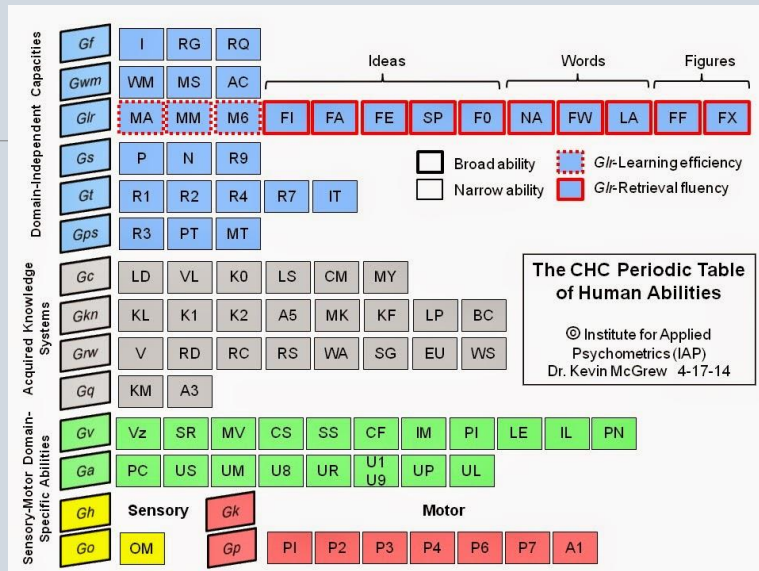 Domain-Independent Capacities
Gf I RG RQ
Ideas Words Figures
Gwm WM MS AC
Glr MA MM M6 FI FA FE SP F0 NA FW LA FF FX
Gs P N R9
Broad ability Glr-Learning efficiency
Narrow ability Glr-Retrieval fluency
Gt R1 R2 R4 R7 IT
Gps R3 PT MT
Acquired Knowledge
Systems
Gc LD VL K0 LS CM MY
Gkn KL K1 K2 A5 MK KF LP BC
Grw V RD RC RS WA SG EU WS
Gq KM A3
The CHC Periodic Table
of Human Abilities
© Institute for Applied
Psychometrics (IAP)
Dr. Kevin McGrew 4-17-14
Sensory-Motor Domain-
Specific Abilities
Gv Vz SR MV CS SS CF IM PI LE IL PN
Ga PC US UM U8 UR U1 U9 UP UL
Gh Sensory Gk Motor
Go OM Gp PI P2 P3 P4 P6 P7 A1